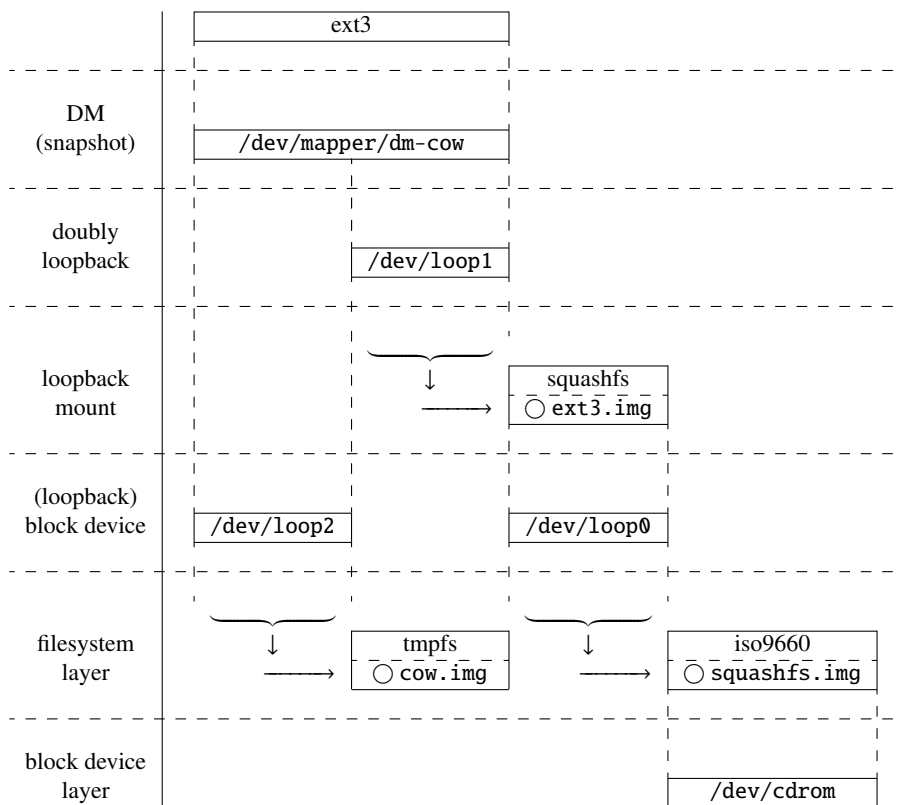 ext3
DM
(snapshot)
/dev/mapper/dm-cow
doubly
loopback
/dev/loop1
loopback
mount
squashfs
ext3.img
(loopback)
block device
/dev/loop2
/dev/loop0
filesystem
layer
tmpfs
cow.img
iso9660
squashfs.img
block device
layer
/dev/cdrom